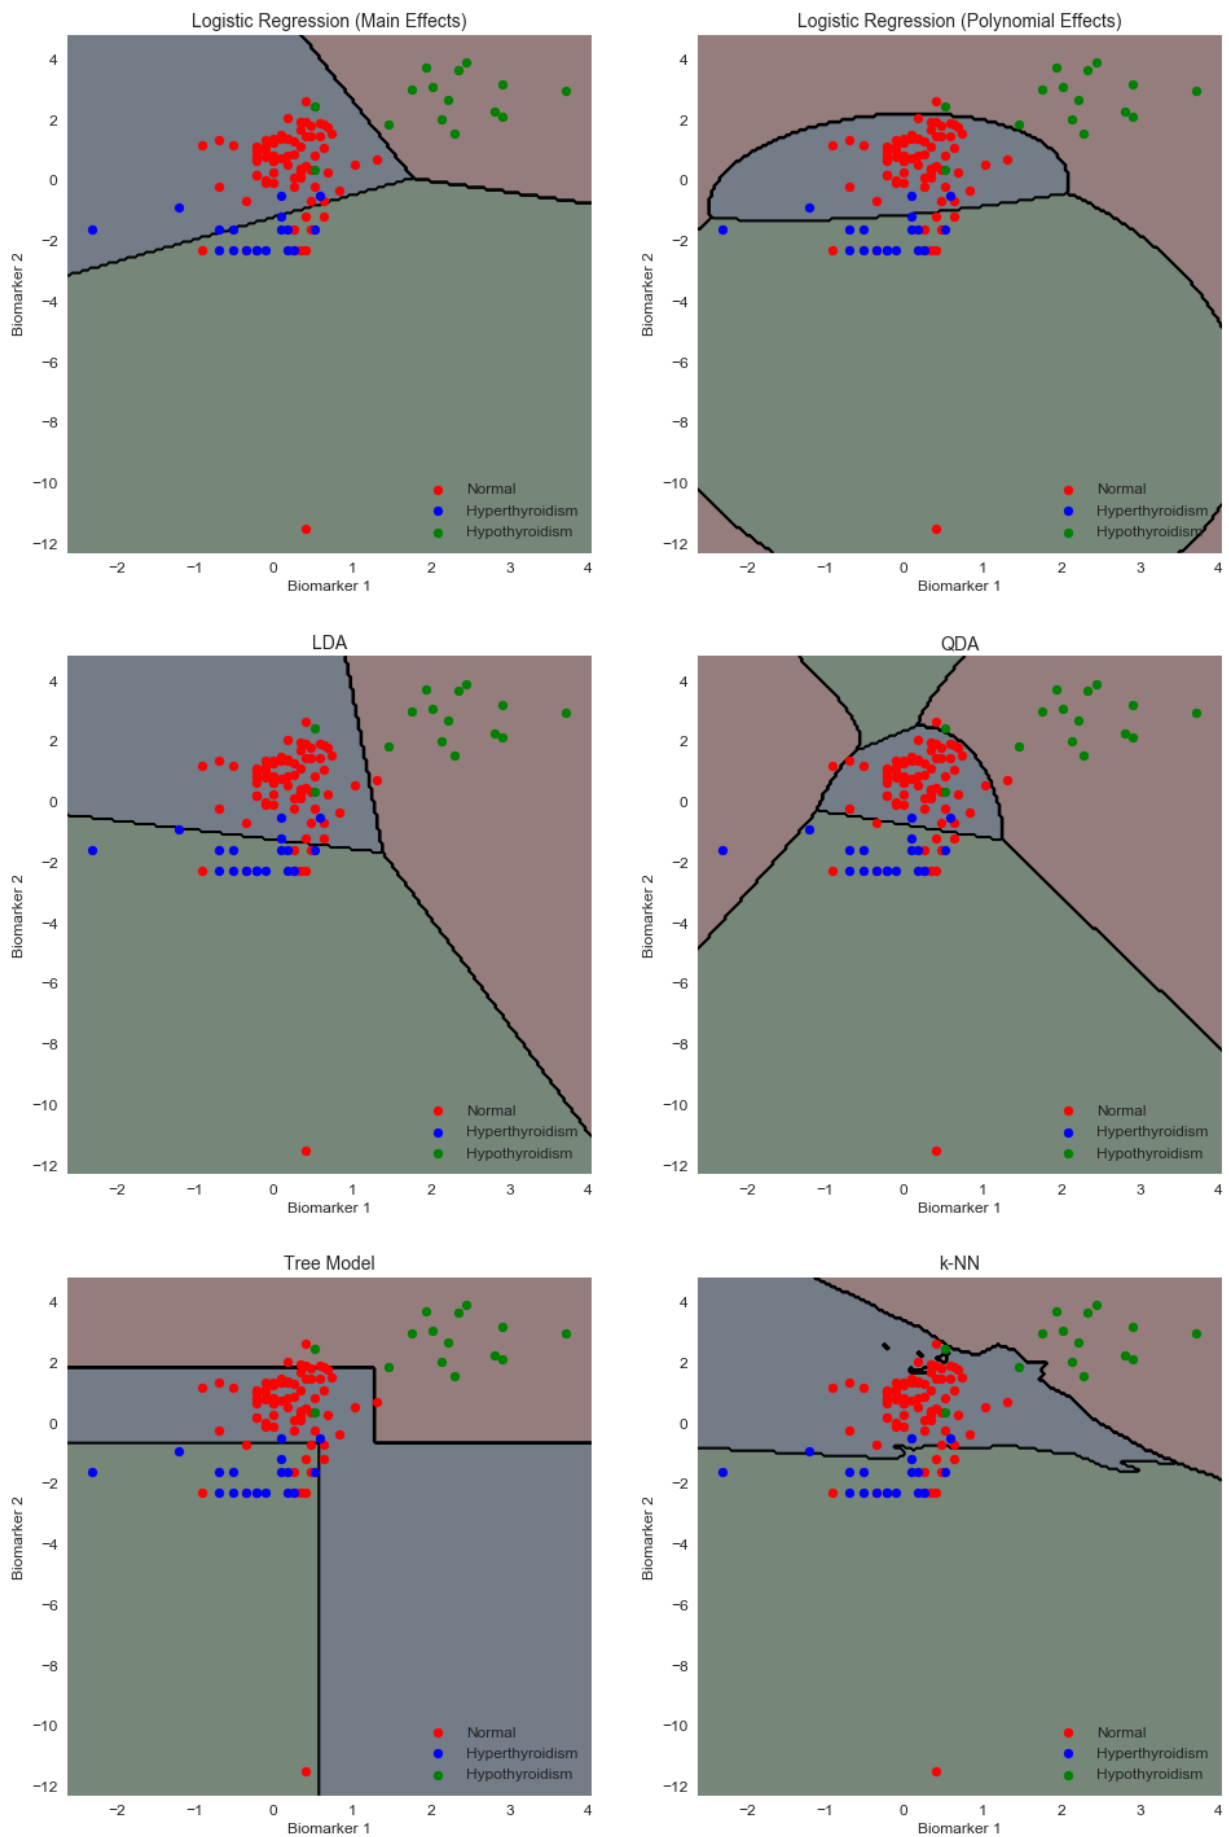 Logistic Regression (Main Effects)
4
2
0
−2
−4
−6
−8
−10
−12
Biomarker 2
Normal
Hyperthyroidism
Hypothyroidism
−2
−1
0
1
2
3
4
Biomarker 1
Logistic Regression (Polynomial Effects)
4
2
0
−2
−4
−6
−8
−10
−12
Biomarker 2
Normal
Hyperthyroidism
Hypothyroidism
−2
−1
0
1
2
3
4
Biomarker 1
LDA
4
2
0
−2
−4
−6
−8
−10
−12
Biomarker 2
Normal
Hyperthyroidism
Hypothyroidism
−2
−1
0
1
2
3
4
Biomarker 1
QDA
4
2
0
−2
−4
−6
−8
−10
−12
Biomarker 2
Normal
Hyperthyroidism
Hypothyroidism
−2
−1
0
1
2
3
4
Biomarker 1
Tree Model
4
2
0
−2
−4
−6
−8
−10
−12
Biomarker 2
Normal
Hyperthyroidism
Hypothyroidism
−2
−1
0
1
2
3
4
Biomarker 1
k-NN
4
2
0
−2
−4
−6
−8
−10
−12
Biomarker 2
Normal
Hyperthyroidism
Hypothyroidism
−2
−1
0
1
2
3
4
Biomarker 1